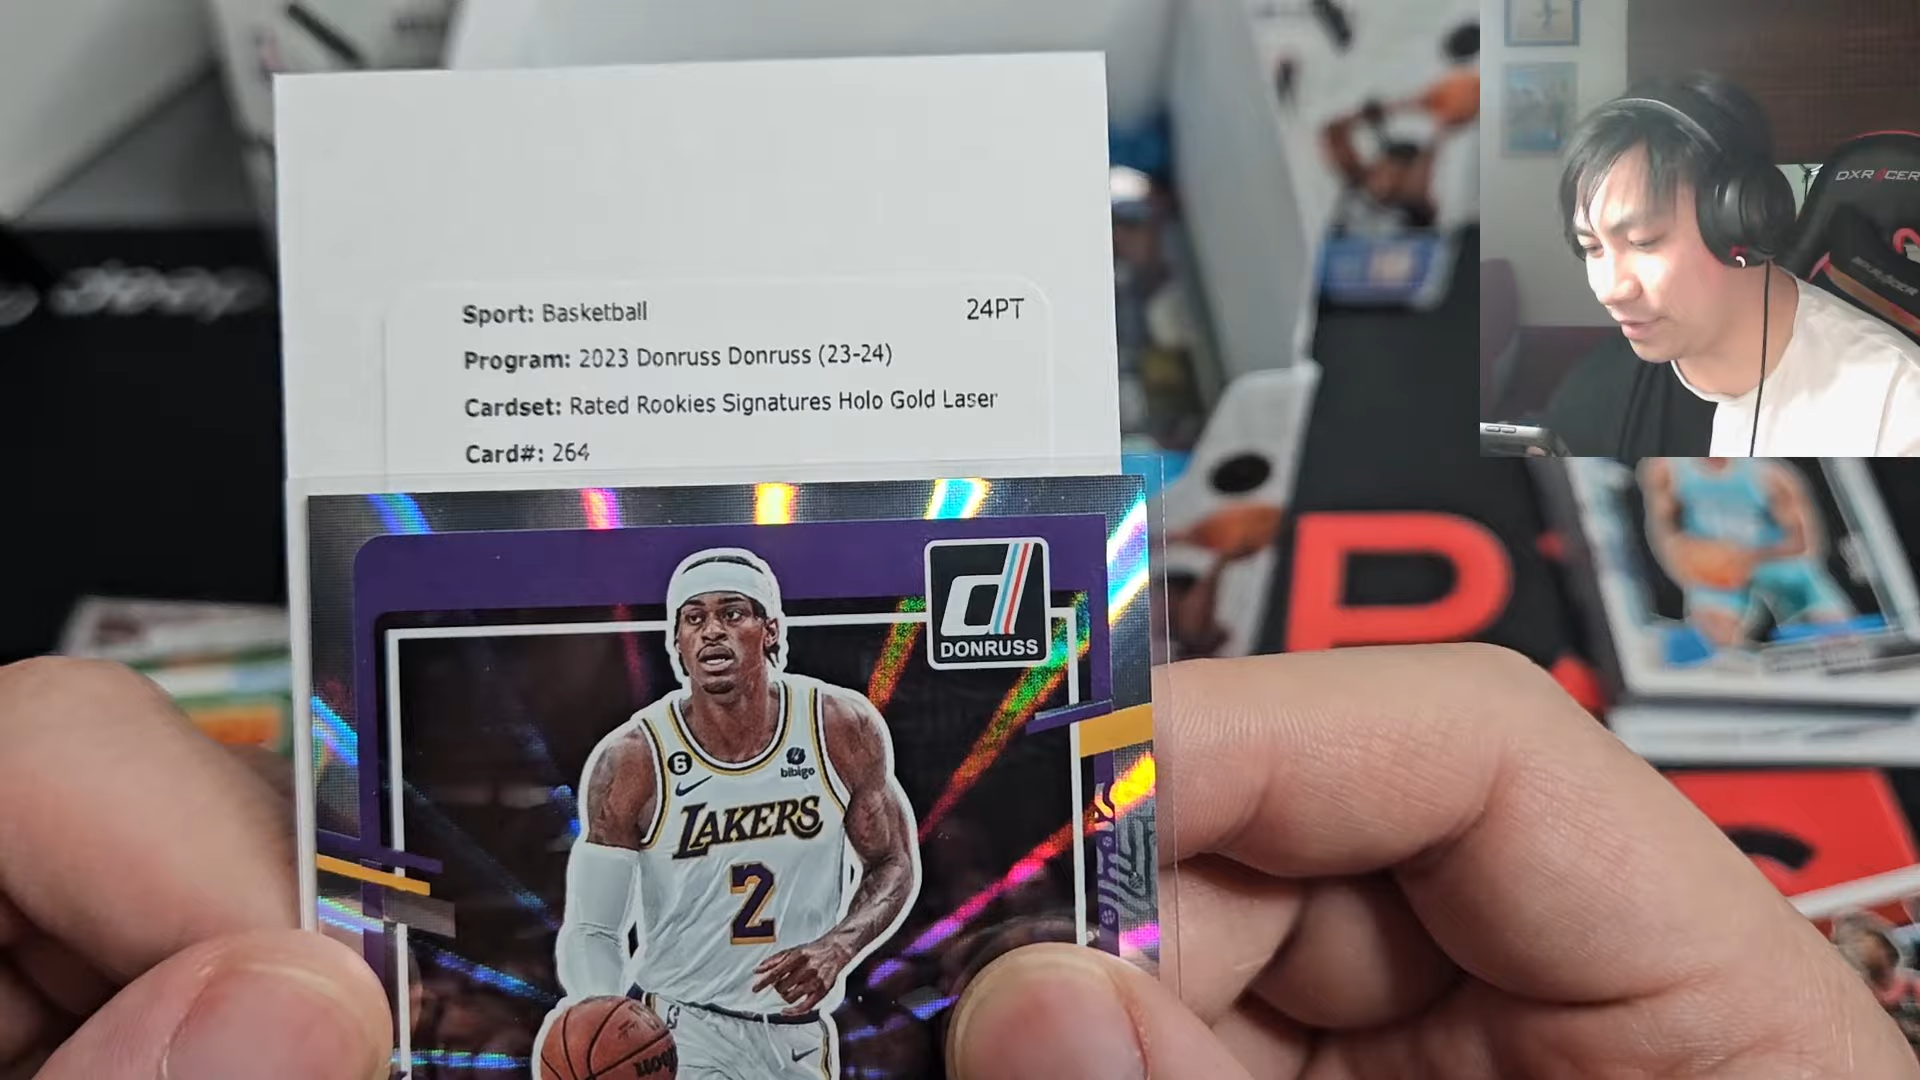 Sport: Basketball 24PT
Program: 2023 Donruss Donruss (23-24)
Cardset: Rated Rookies Signatures Holo Gold Laser
Card#: 264
d
DONRUSS
6
bibigo
LAKERS
2
DXRACER